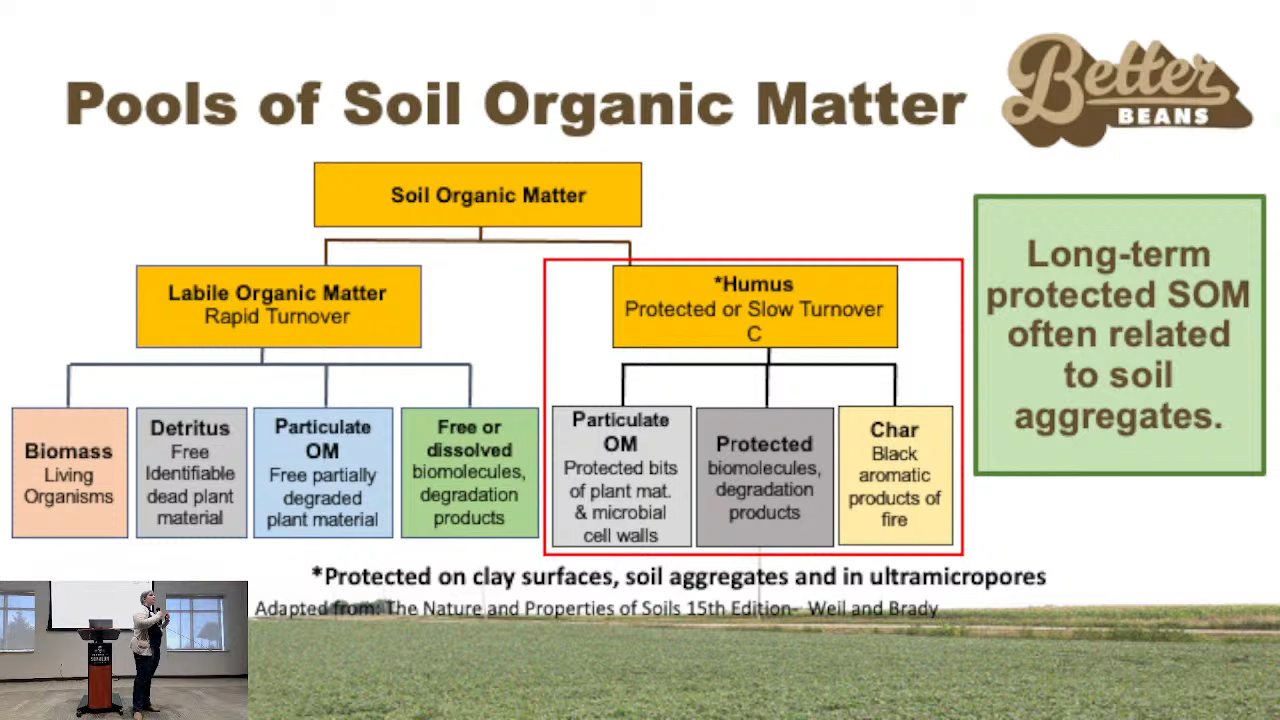 Pools of Soil Organic Matter
Better
BEANS
Soil Organic Matter
Labile Organic Matter
Rapid Turnover
*Humus
Protected or Slow Turnover
C
Long-term
protected SOM
often related
to soil
aggregates.
Biomass
Living
Organisms
Detritus
Free
Identifiable
dead plant
material
Particulate
OM
Free partially
degraded
plant material
Free or
dissolved
biomolecules,
degradation
products
Particulate
OM
Protected bits
of plant mat.
& microbial
cell walls
Protected
biomolecules,
degradation
products
Char
Black
aromatic
products of
fire
*Protected on clay surfaces, soil aggregates and in ultramicropores
Adapted from: The Nature and Properties of Soils 15th Edition- Weil and Brady